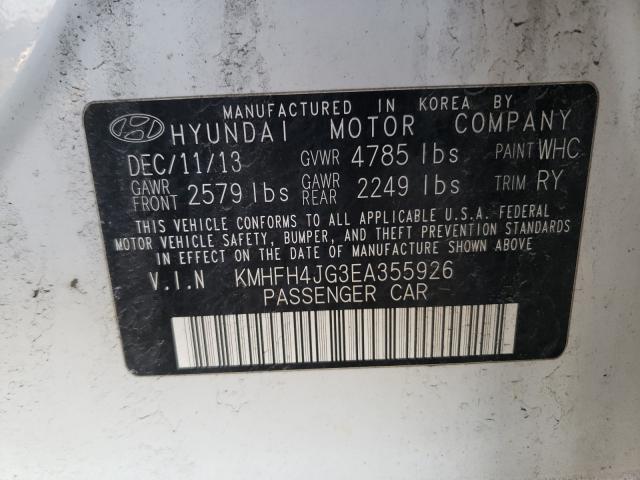 MANUFACTURED IN KOREA BY
HYUNDAI MOTOR COMPANY
DEC/11/13 GVWR 4785 lbs PAINT WHC
GAWR FRONT 2579 lbs GAWR REAR 2249 lbs TRIM RY
THIS VEHICLE CONFORMS TO ALL APPLICABLE U.S.A. FEDERAL
MOTOR VEHICLE SAFETY, BUMPER, AND THEFT PREVENTION STANDARDS
IN EFFECT ON THE DATE OF MANUFACTURE SHOWN ABOVE.
V.I.N KMHFH4JG3EA355926
PASSENGER CAR